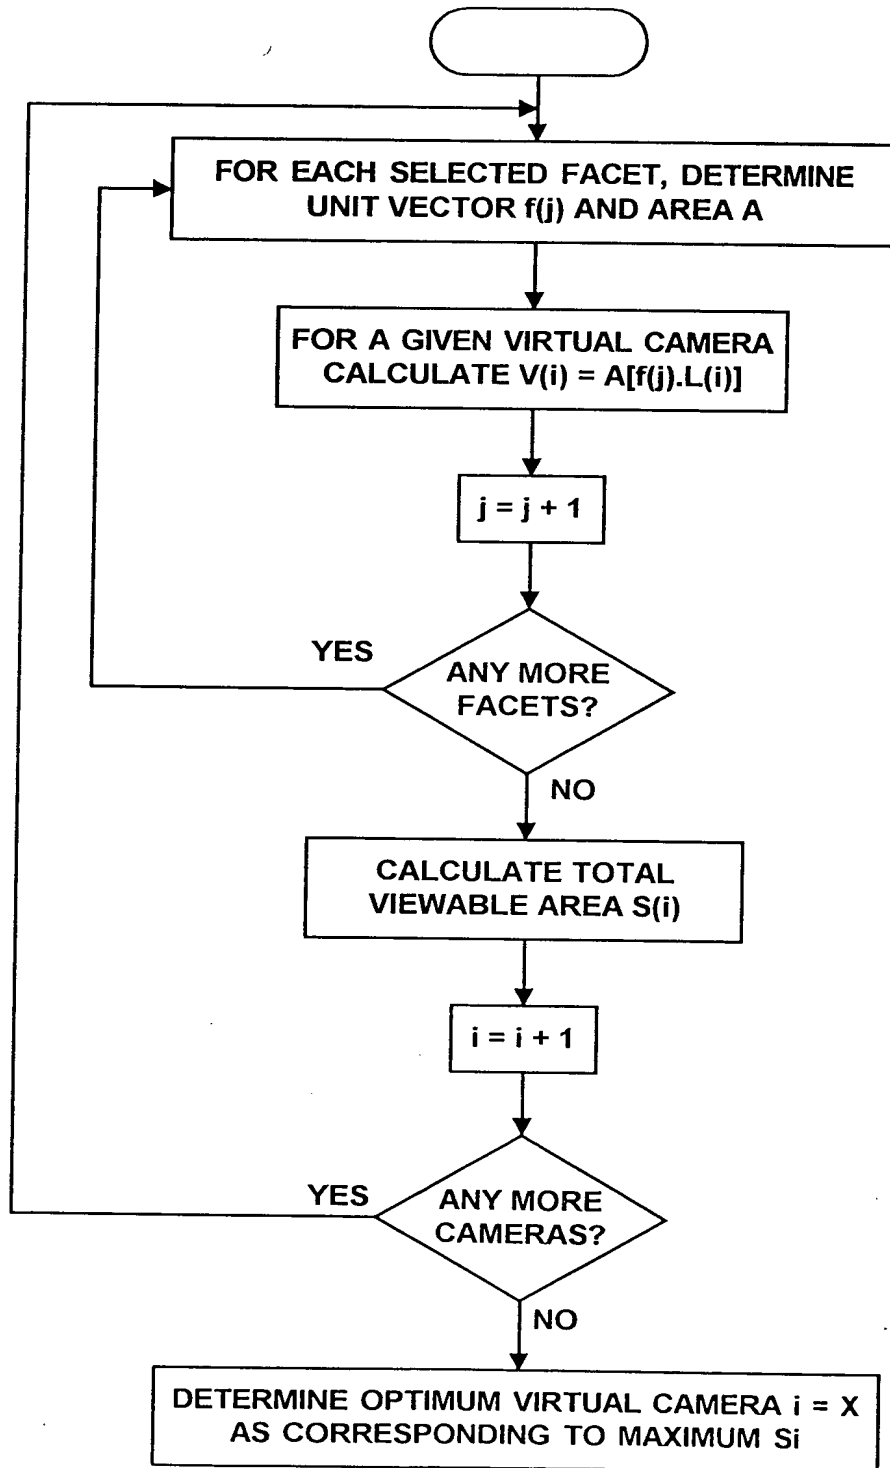 FOR EACH SELECTED FACET, DETERMINE
UNIT VECTOR f(j) AND AREA A
FOR A GIVEN VIRTUAL CAMERA
CALCULATE V(i) = A[f(j).L(i)]
j = j + 1
YES
ANY MORE
FACETS?
NO
CALCULATE TOTAL
VIEWABLE AREA S(i)
i = i + 1
YES
ANY MORE
CAMERAS?
NO
DETERMINE OPTIMUM VIRTUAL CAMERA i = X
AS CORRESPONDING TO MAXIMUM Si